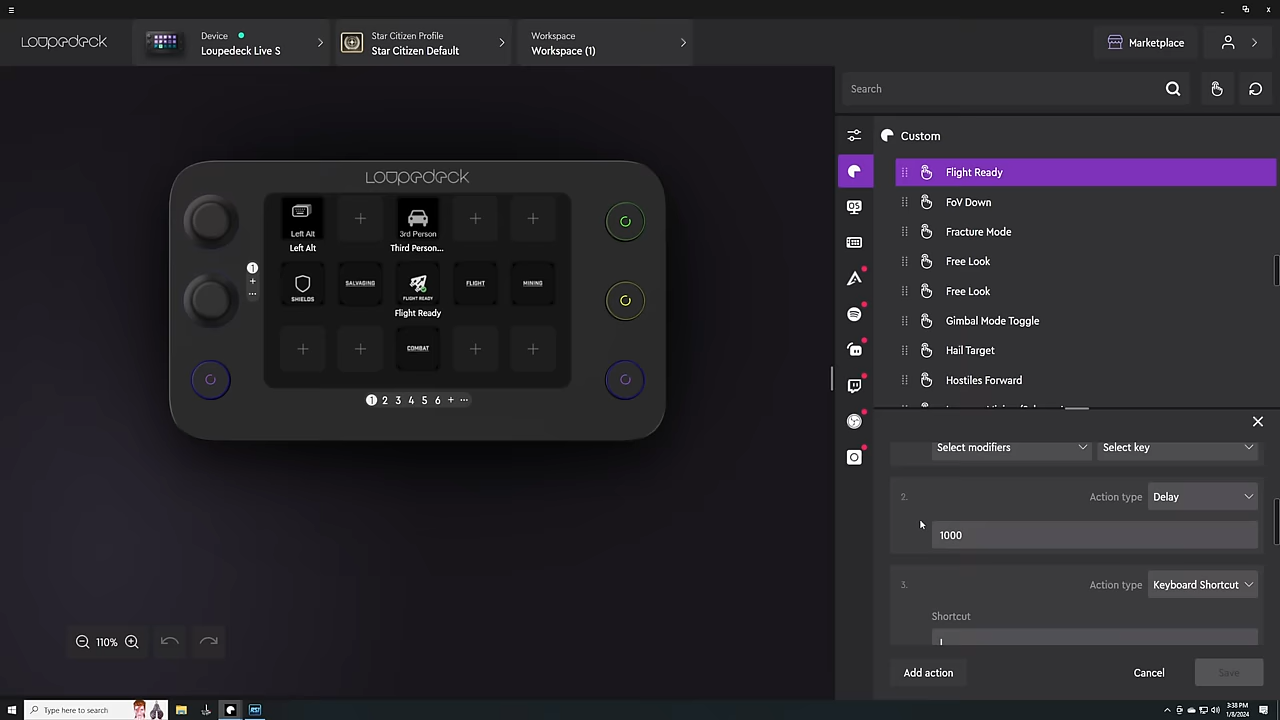 Loupedeck
Device
Loupedeck Live S
Star Citizen Profile
Star Citizen Default
Workspace
Workspace (1)
Marketplace
Search
Custom
Flight Ready
FoV Down
Fracture Mode
Free Look
Free Look
Gimbal Mode Toggle
Hail Target
Hostiles Forward
Loupedeck
Left Alt
3rd Person
Left Alt
Third Person...
SHIELDS
SALVAGING
FLIGHT READY
FLIGHT
MINING
Flight Ready
COMBAT
1
+
...
1 2 3 4 5 6 + ...
OS
Select modifiers
Select key
2.
Action type
Delay
1000
3.
Action type
Keyboard Shortcut
Shortcut
Add action
Cancel
Save
110%
Type here to search
RSI
3:38 PM
1/8/2024